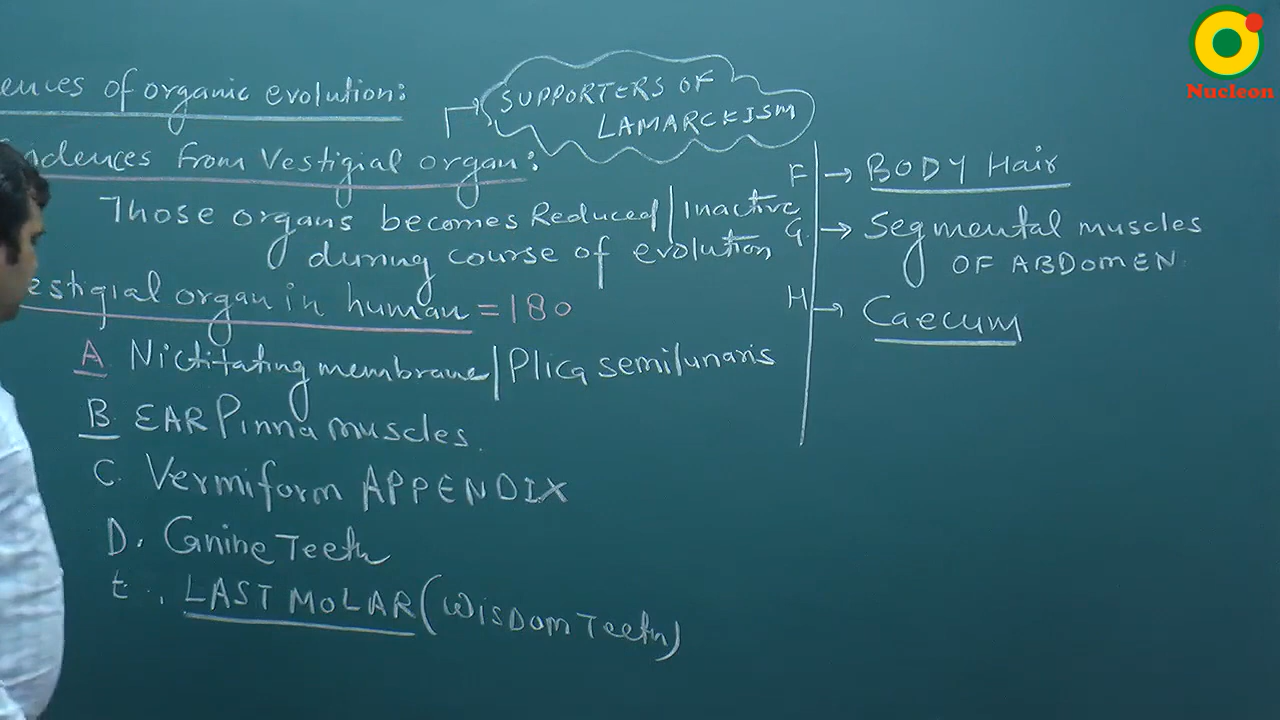 ences of organic evolution:
SUPPORTERS OF
LAMARCKISM
idences from Vestigial organ:
Those organs becomes Reduced/Inactive
during course of evolution
estigial organ in human = 180
A Nictitating membrane/Plica semilunaris
B. EAR Pinna muscles.
C. Vermiform APPENDIX
D. Canine Teeth
E. LAST MOLAR (Wisdom Teeth)
F → BODY Hair
G. → Segmental muscles
OF ABDOMEN
H → Caecum
Nucleon